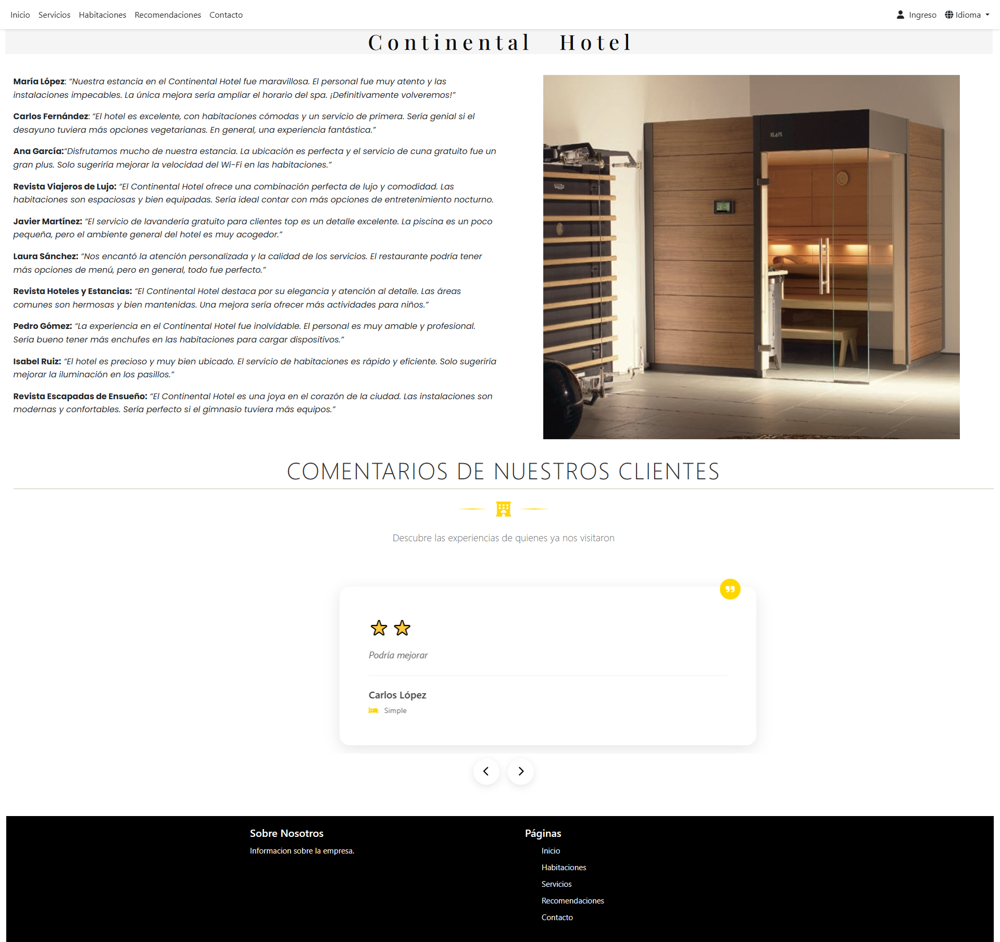 Inicio Servicios Habitaciones Recomendaciones Contacto Ingreso Idioma
Continental Hotel
María López: “Nuestra estancia en el Continental Hotel fue maravillosa. El personal fue muy atento y las
instalaciones impecables. La única mejora sería ampliar el horario del spa. ¡Definitivamente volveremos!”
Carlos Fernández: “El hotel es excelente, con habitaciones cómodas y un servicio de primera. Sería genial si el
desayuno tuviera más opciones vegetarianas. En general, una experiencia fantástica.”
Ana García:“Disfrutamos mucho de nuestra estancia. La ubicación es perfecta y el servicio de cuna gratuito fue un
gran plus. Solo sugeriría mejorar la velocidad del Wi-Fi en las habitaciones.”
Revista Viajeros de Lujo: “El Continental Hotel ofrece una combinación perfecta de lujo y comodidad. Las
habitaciones son espaciosas y bien equipadas. Sería ideal contar con más opciones de entretenimiento nocturno.
Javier Martínez: “El servicio de lavandería gratuito para clientes top es un detalle excelente. La piscina es un poco
pequeña, pero el ambiente general del hotel es muy acogedor.”
Laura Sánchez: “Nos encantó la atención personalizada y la calidad de los servicios. El restaurante podría tener
más opciones de menú, pero en general, todo fue perfecto.”
Revista Hoteles y Estancias: “El Continental Hotel destaca por su elegancia y atención al detalle. Las áreas
comunes son hermosas y bien mantenidas. Una mejora sería ofrecer más actividades para niños.”
Pedro Gómez: “La experiencia en el Continental Hotel fue inolvidable. El personal es muy amable y profesional.
Sería bueno tener más enchufes en las habitaciones para cargar dispositivos.”
Isabel Ruiz: “El hotel es precioso y muy bien ubicado. El servicio de habitaciones es rápido y eficiente. Solo sugeriría
mejorar la iluminación en los pasillos.”
Revista Escapadas de Ensueño: “El Continental Hotel es una joya en el corazón de la ciudad. Las instalaciones son
modernas y confortables. Sería perfecto si el gimnasio tuviera más equipos.”
KLAFS
COMENTARIOS DE NUESTROS CLIENTES
Descubre las experiencias de quienes ya nos visitaron
Podría mejorar
Carlos López
Simple
Sobre Nosotros
Informacion sobre la empresa.
Páginas
Inicio
Habitaciones
Servicios
Recomendaciones
Contacto